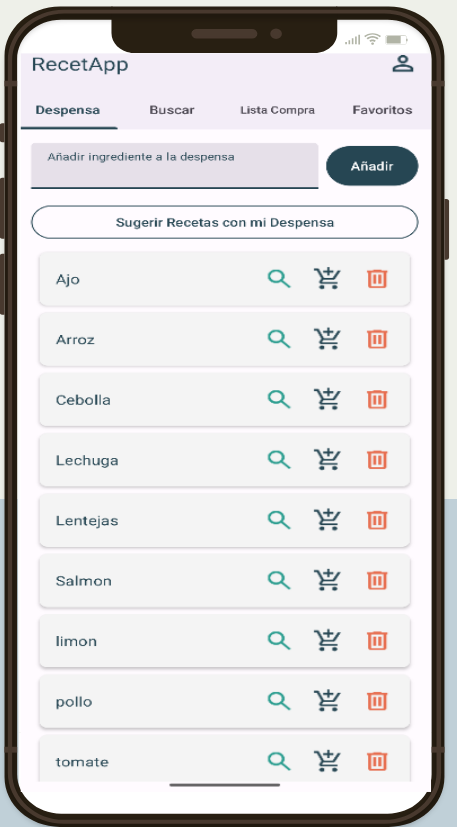 RecetApp
Despensa Buscar Lista Compra Favoritos
Añadir ingrediente a la despensa
Añadir
Sugerir Recetas con mi Despensa
Ajo
Arroz
Cebolla
Lechuga
Lentejas
Salmon
limon
pollo
tomate